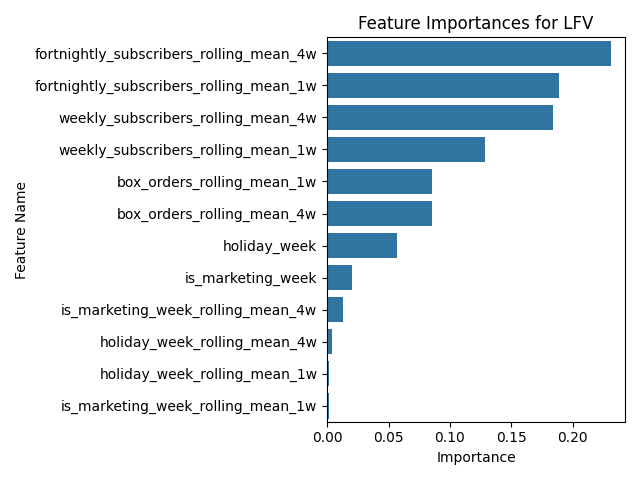 Feature Importances for LFV
fortnightly_subscribers_rolling_mean_4w
fortnightly_subscribers_rolling_mean_1w
weekly_subscribers_rolling_mean_4w
weekly_subscribers_rolling_mean_1w
box_orders_rolling_mean_1w
box_orders_rolling_mean_4w
holiday_week
is_marketing_week
is_marketing_week_rolling_mean_4w
holiday_week_rolling_mean_4w
holiday_week_rolling_mean_1w
is_marketing_week_rolling_mean_1w
Feature Name
0.00 0.05 0.10 0.15 0.20
Importance